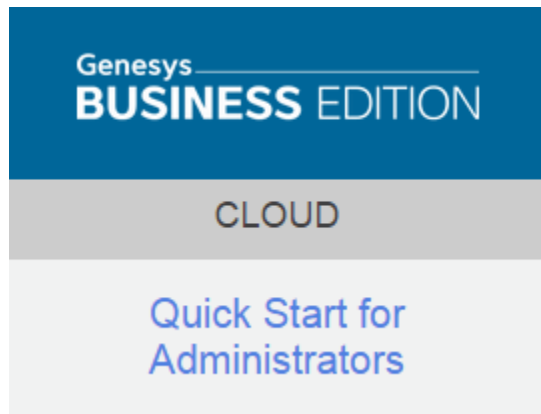 Genesys
BUSINESS EDITION
CLOUD
Quick Start for
Administrators